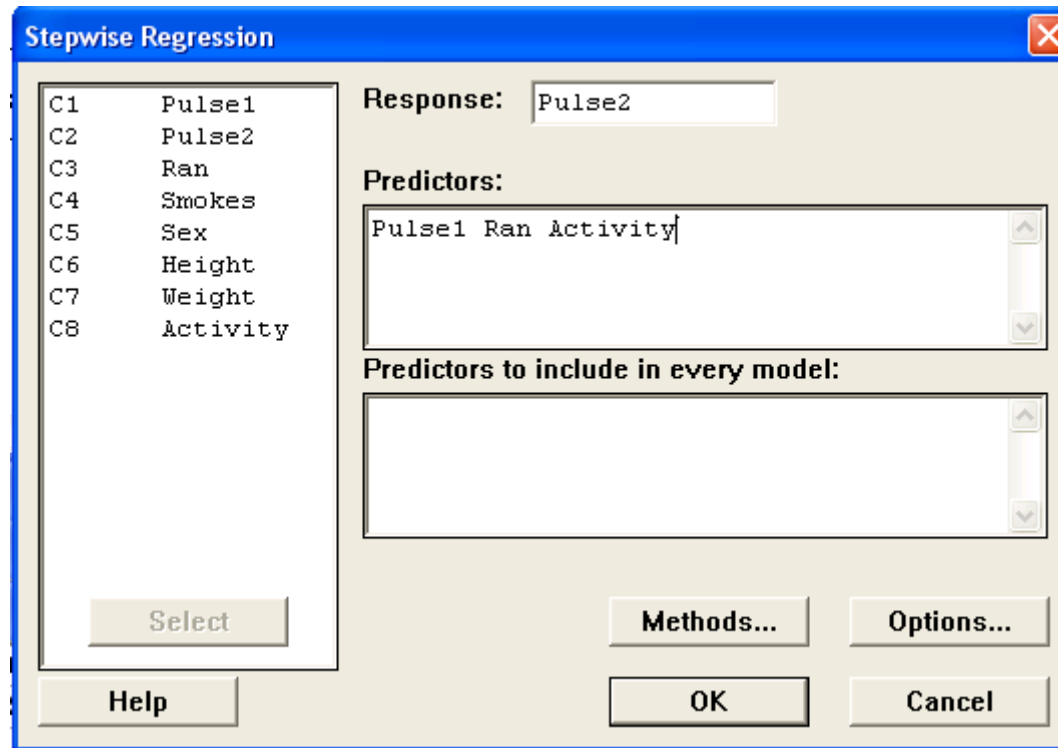 Stepwise Regression
C1 Pulse1
C2 Pulse2
C3 Ran
C4 Smokes
C5 Sex
C6 Height
C7 Weight
C8 Activity
Select
Help
Response: Pulse2
Predictors:
Pulse1 Ran Activity
Predictors to include in every model:
Methods... Options...
OK Cancel